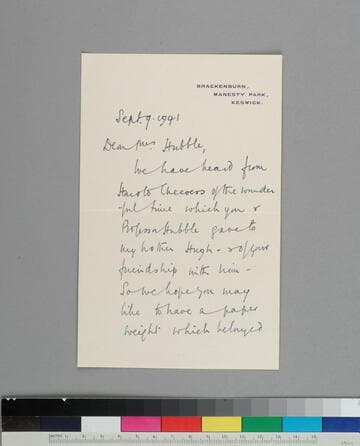 BRACKENBURN,
MANESTY PARK,
KESWICK.
Sept. 9. 1941
Dear Mrs Hubble,
We have heard from
Harold Cheevers of the wonder
-ful time which you &
Professor Hubble gave to
my brother Hugh - & of your
friendship with him -
So we hope you may
like to have a paper
weight which belonged